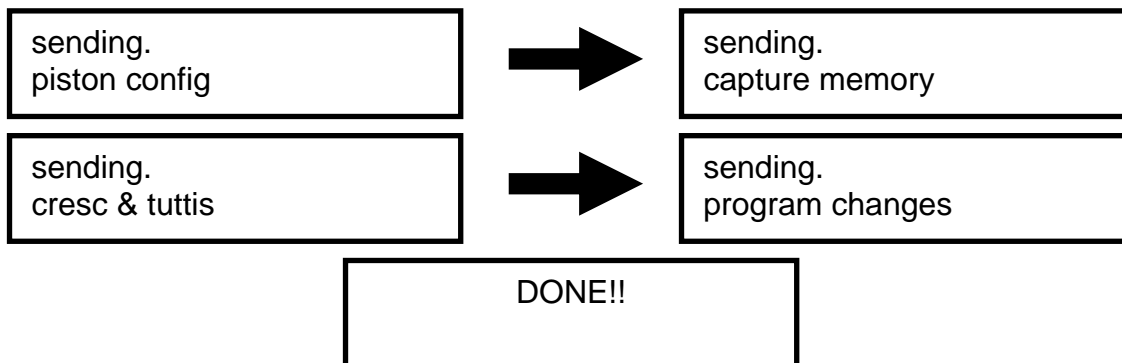 sending.
piston config
sending.
capture memory
sending.
cresc & tuttis
sending.
program changes
DONE!!